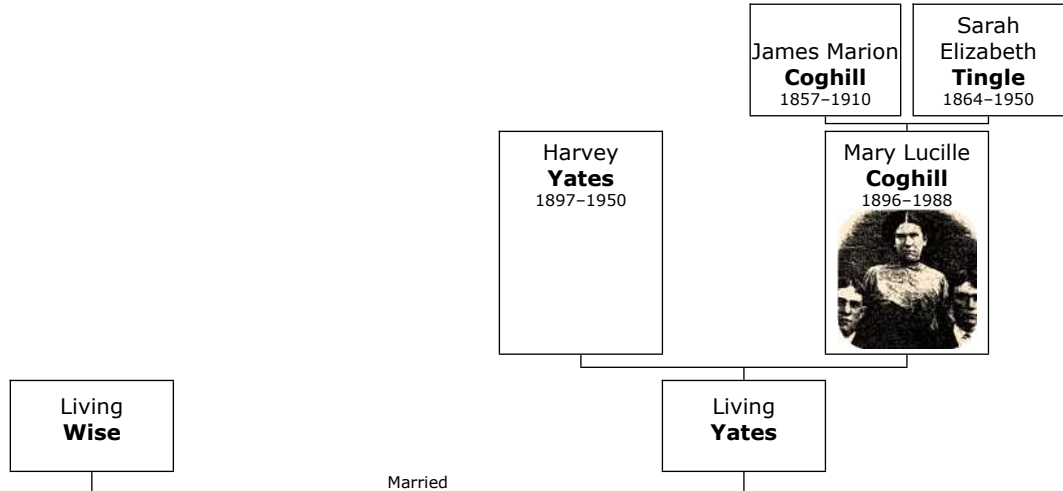 James Marion
Coghill
1857–1910
Sarah
Elizabeth
Tingle
1864–1950
Harvey
Yates
1897–1950
Mary Lucille
Coghill
1896–1988
Living
Wise
Living
Yates
Married